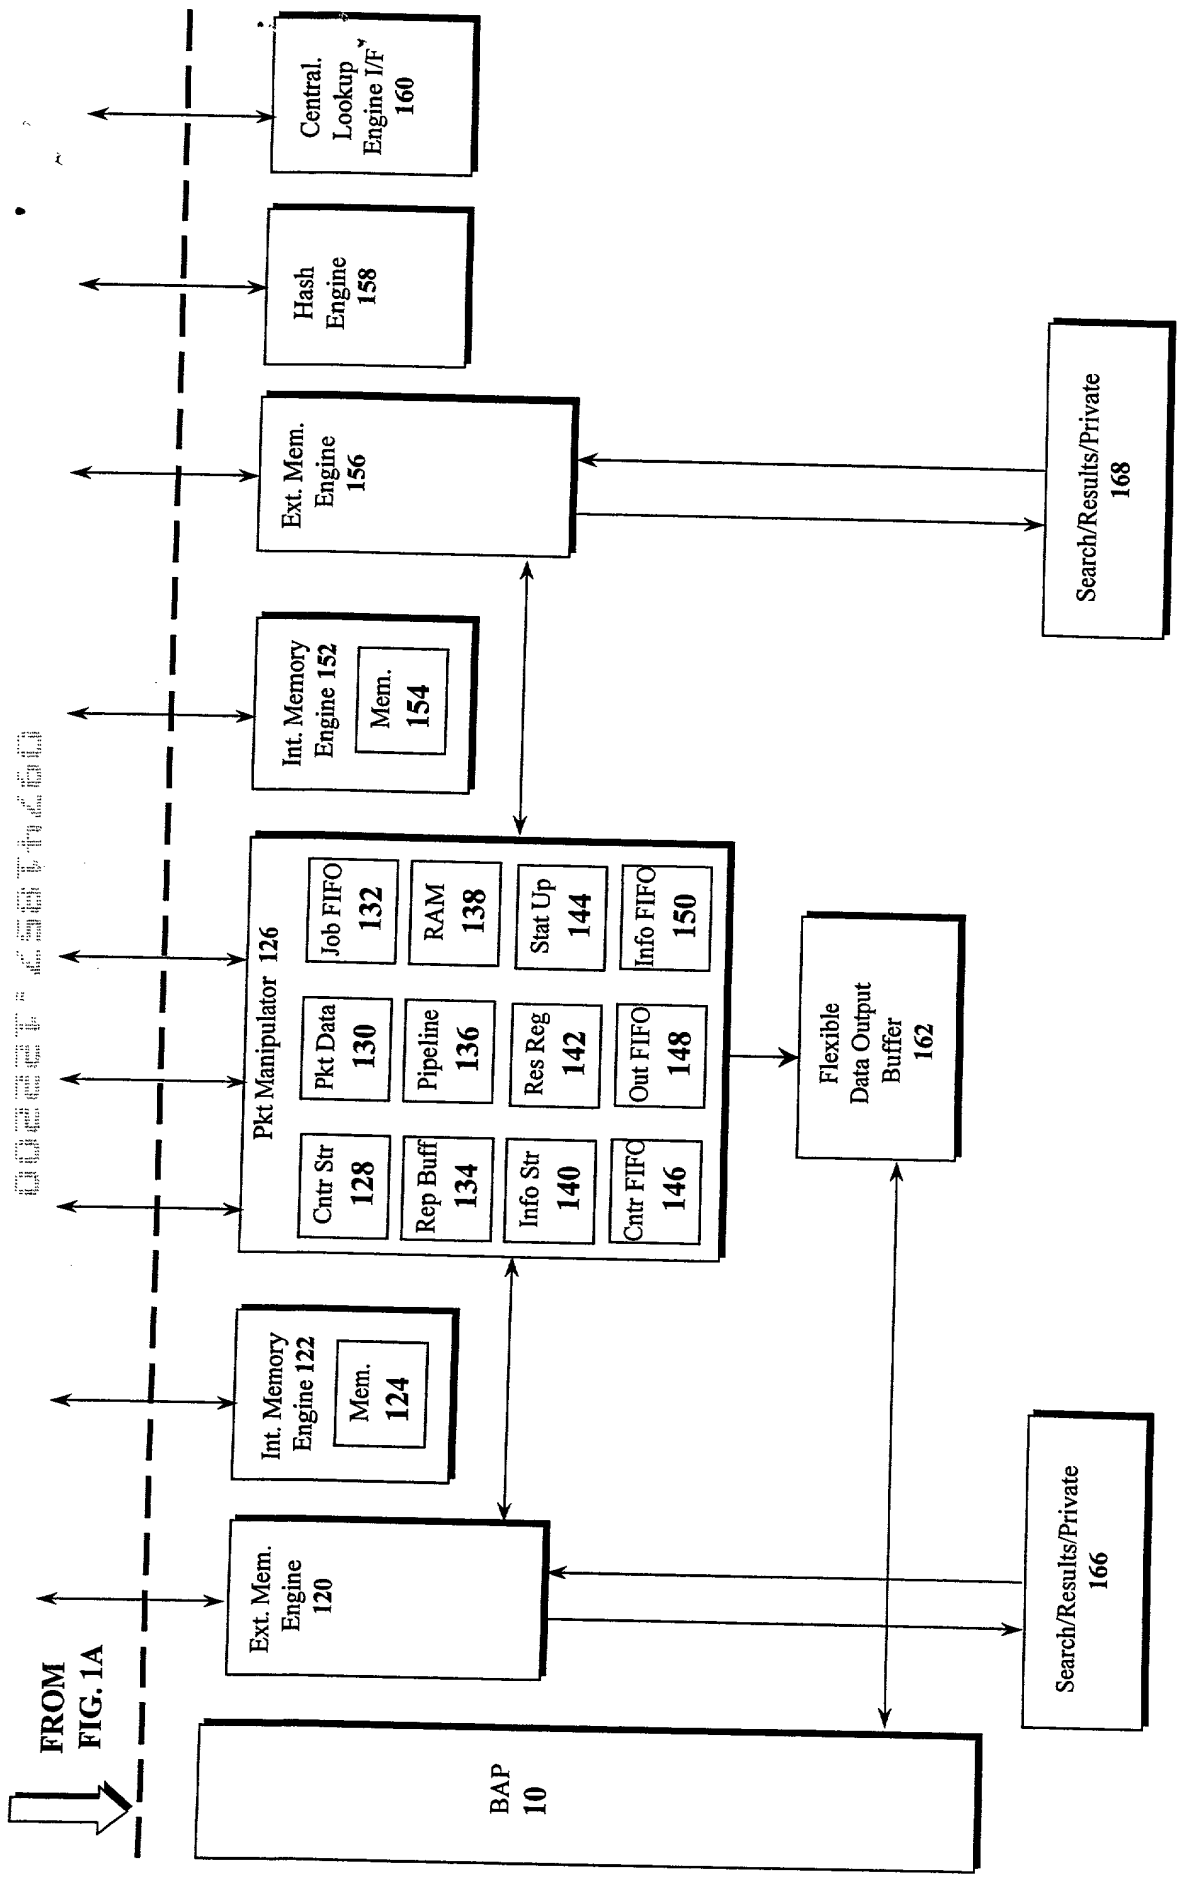 FROM
FIG. 1A
BAP
10
Ext. Mem.
Engine
120
Int. Memory
Engine 122
Mem.
124
Pkt Manipulator 126
Cntr Str
128
Pkt Data
130
Job FIFO
132
Rep Buff
134
Pipeline
136
RAM
138
Info Str
140
Res Reg
142
Stat Up
144
Cntr FIFO
146
Out FIFO
148
Info FIFO
150
Int. Memory
Engine 152
Mem.
154
Ext. Mem.
Engine
156
Hash
Engine
158
Central.
Lookup
Engine I/F
160
Flexible
Data Output
Buffer
162
Search/Results/Private
166
Search/Results/Private
168